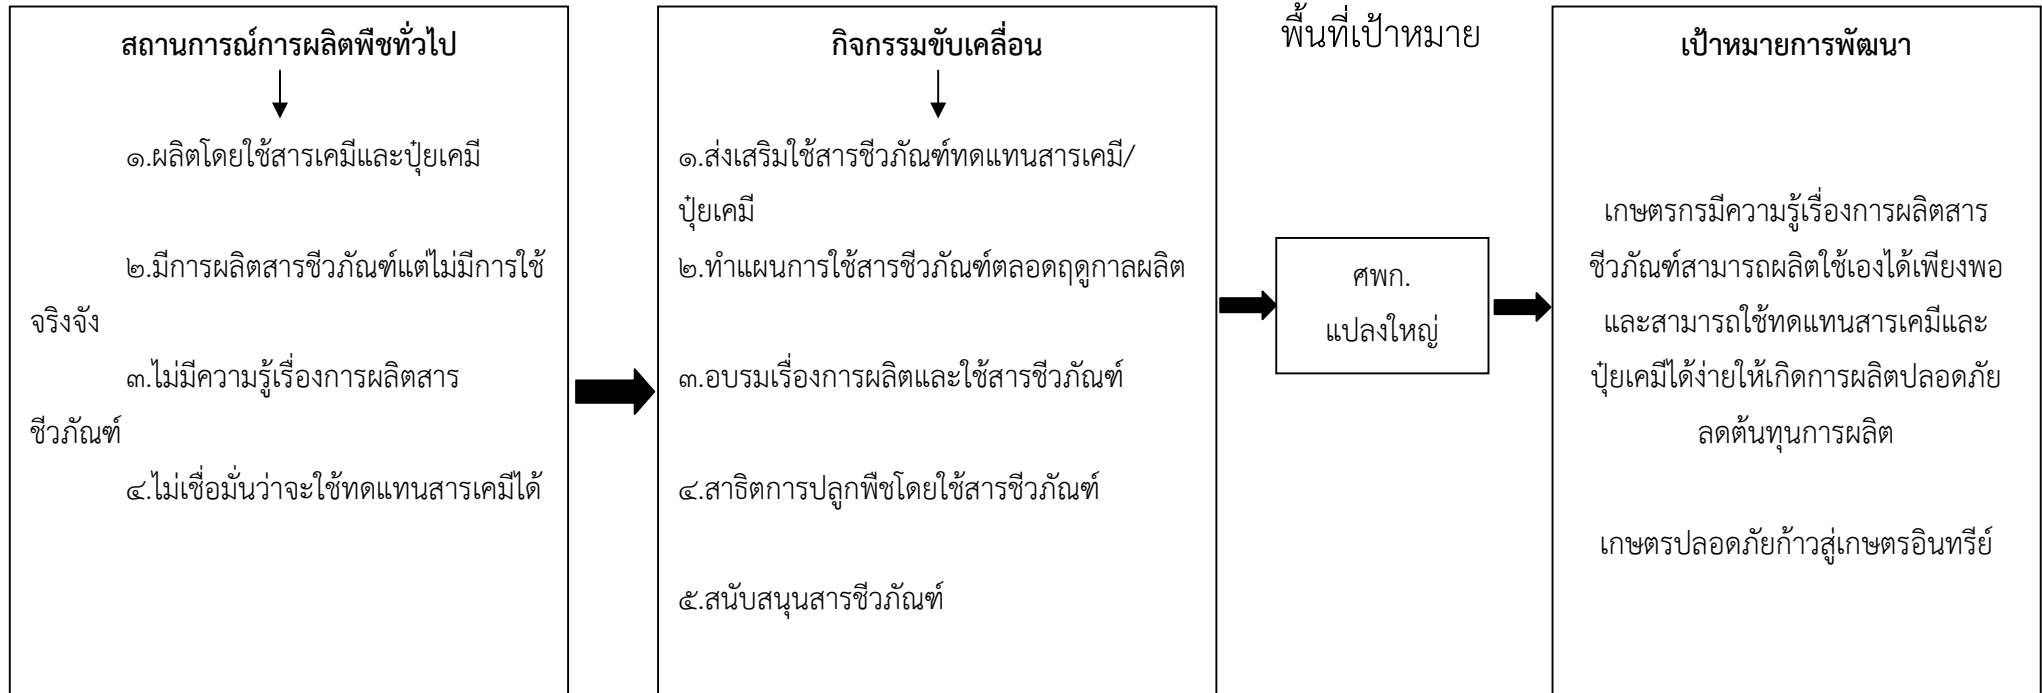 สถานการณ์การผลิตพืชทั่วไป
๑.ผลิตโดยใช้สารเคมีและปุ๋ยเคมี
๒.มีการผลิตสารชีวภัณฑ์แต่ไม่มีการใช้
จริงจัง
๓.ไม่มีความรู้เรื่องการผลิตสาร
ชีวภัณฑ์
๔.ไม่เชื่อมั่นว่าจะใช้ทดแทนสารเคมีได้
กิจกรรมขับเคลื่อน
๑.ส่งเสริมใช้สารชีวภัณฑ์ทดแทนสารเคมี/
ปุ๋ยเคมี
๒.ทำแผนการใช้สารชีวภัณฑ์ตลอดฤดูกาลผลิต
๓.อบรมเรื่องการผลิตและใช้สารชีวภัณฑ์
๔.สาธิตการปลูกพืชโดยใช้สารชีวภัณฑ์
๕.สนับสนุนสารชีวภัณฑ์
พื้นที่เป้าหมาย
ศพก.
แปลงใหญ่
เป้าหมายการพัฒนา
เกษตรกรมีความรู้เรื่องการผลิตสาร
ชีวภัณฑ์สามารถผลิตใช้เองได้เพียงพอ
และสามารถใช้ทดแทนสารเคมีและ
ปุ๋ยเคมีได้ง่ายให้เกิดการผลิตปลอดภัย
ลดต้นทุนการผลิต
เกษตรปลอดภัยก้าวสู่เกษตรอินทรีย์